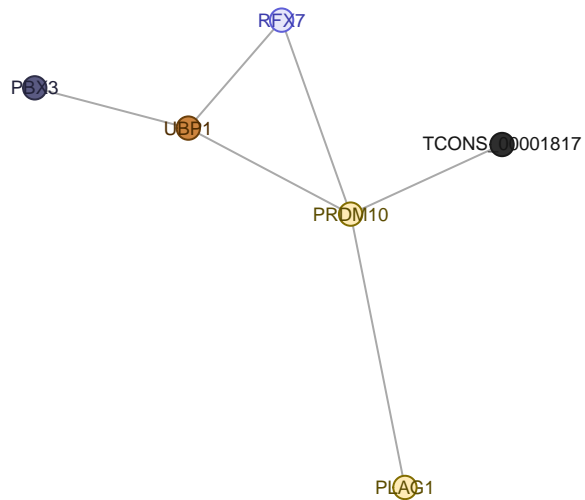 RFX7
PBX3
UBP1
TCONS_00001817
PRDM10
PLAG1